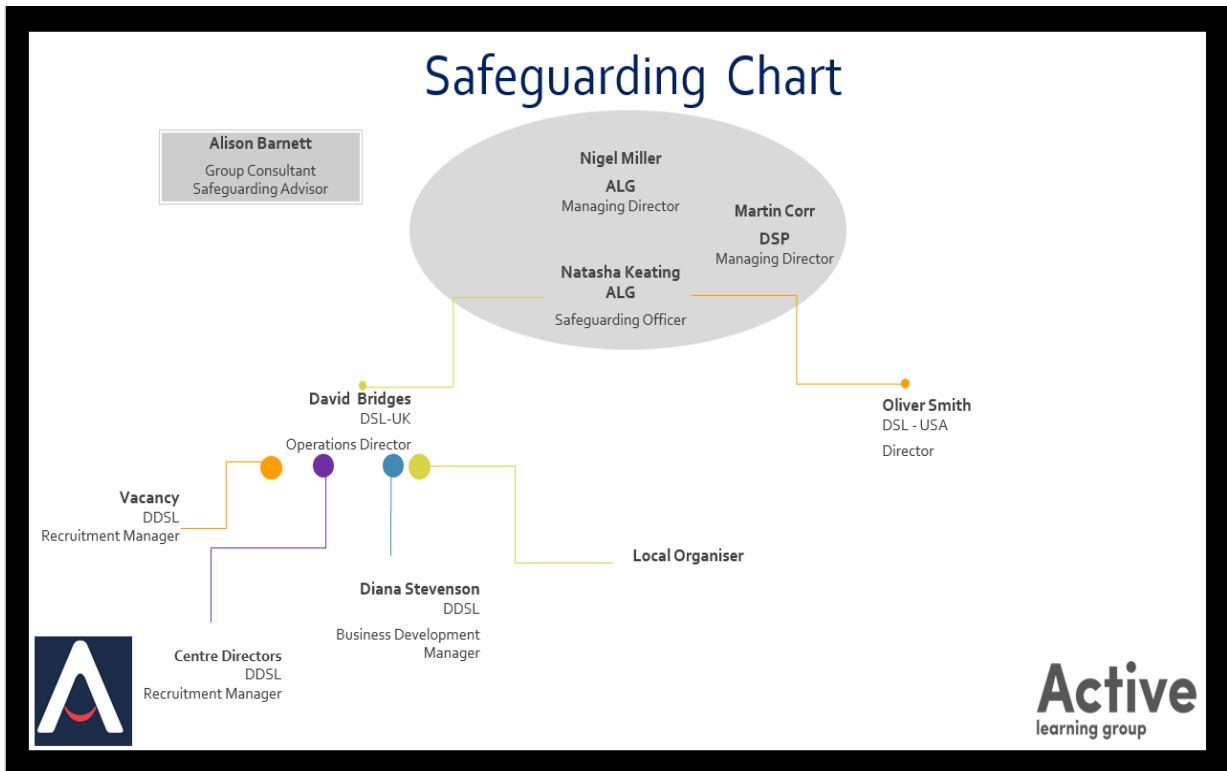 Safeguarding Chart
Alison Barnett
Group Consultant
Safeguarding Advisor
Nigel Miller
ALG
Managing Director
Martin Corr
DSP
Managing Director
Natasha Keating
ALG
Safeguarding Officer
David Bridges
DSL-UK
Operations Director
Oliver Smith
DSL - USA
Director
Vacancy
DDSL
Recruitment Manager
Local Organiser
Diana Stevenson
DDSL
Business Development
Manager
Centre Directors
DDSL
Recruitment Manager
Active
learning group